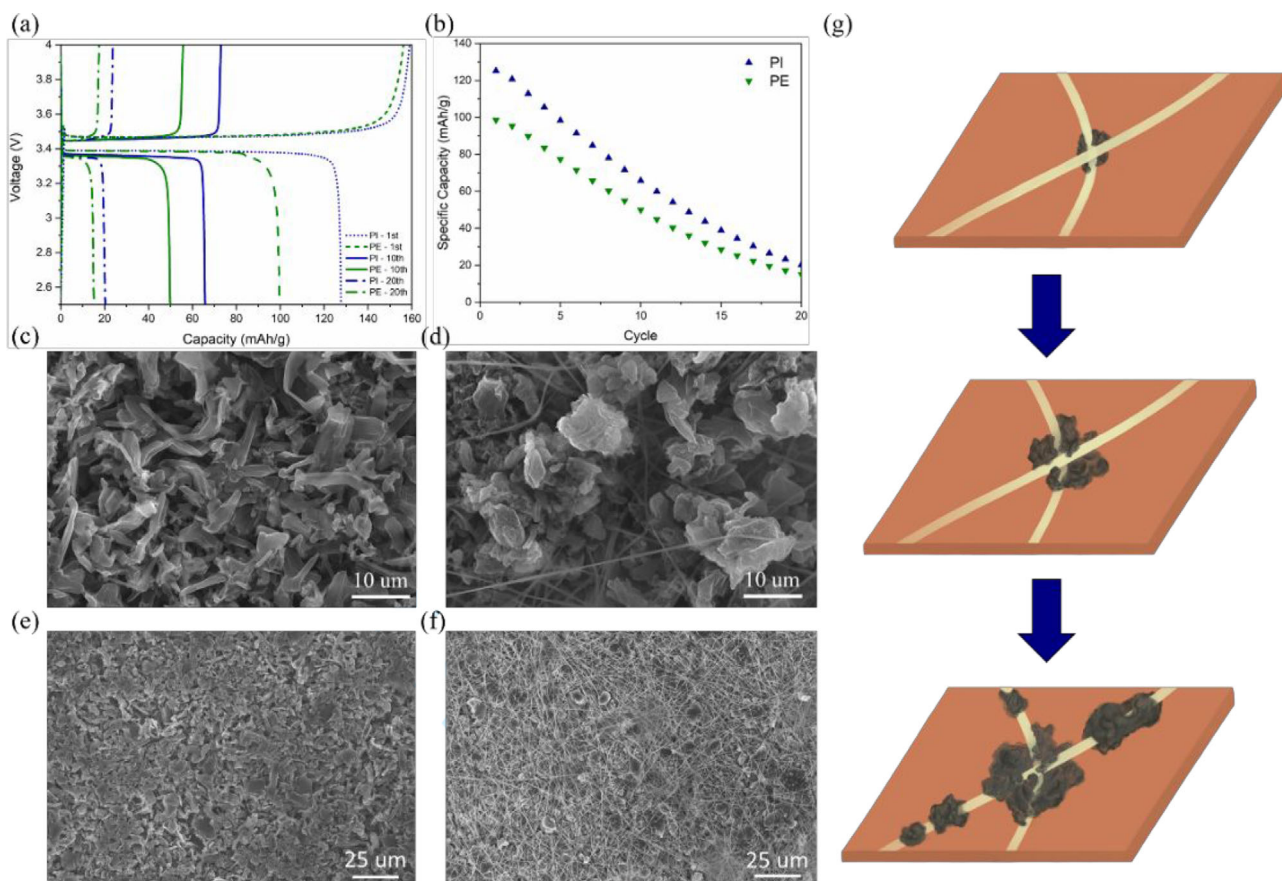 (a)
(b)
(g)
Voltage (V)
4
3.8
3.6
3.4
3.2
3.0
2.8
2.6
0
20
40
60
80
100
120
140
160
Capacity (mAh/g)
PI - 1st
PE - 1st
PI - 10th
PE - 10th
PI - 20th
PE - 20th
Specific Capacity (mAh/g)
140
120
100
80
60
40
20
0
0
5
10
15
20
Cycle
PI
PE
(c)
(d)
10 um
10 um
(e)
(f)
25 um
25 um